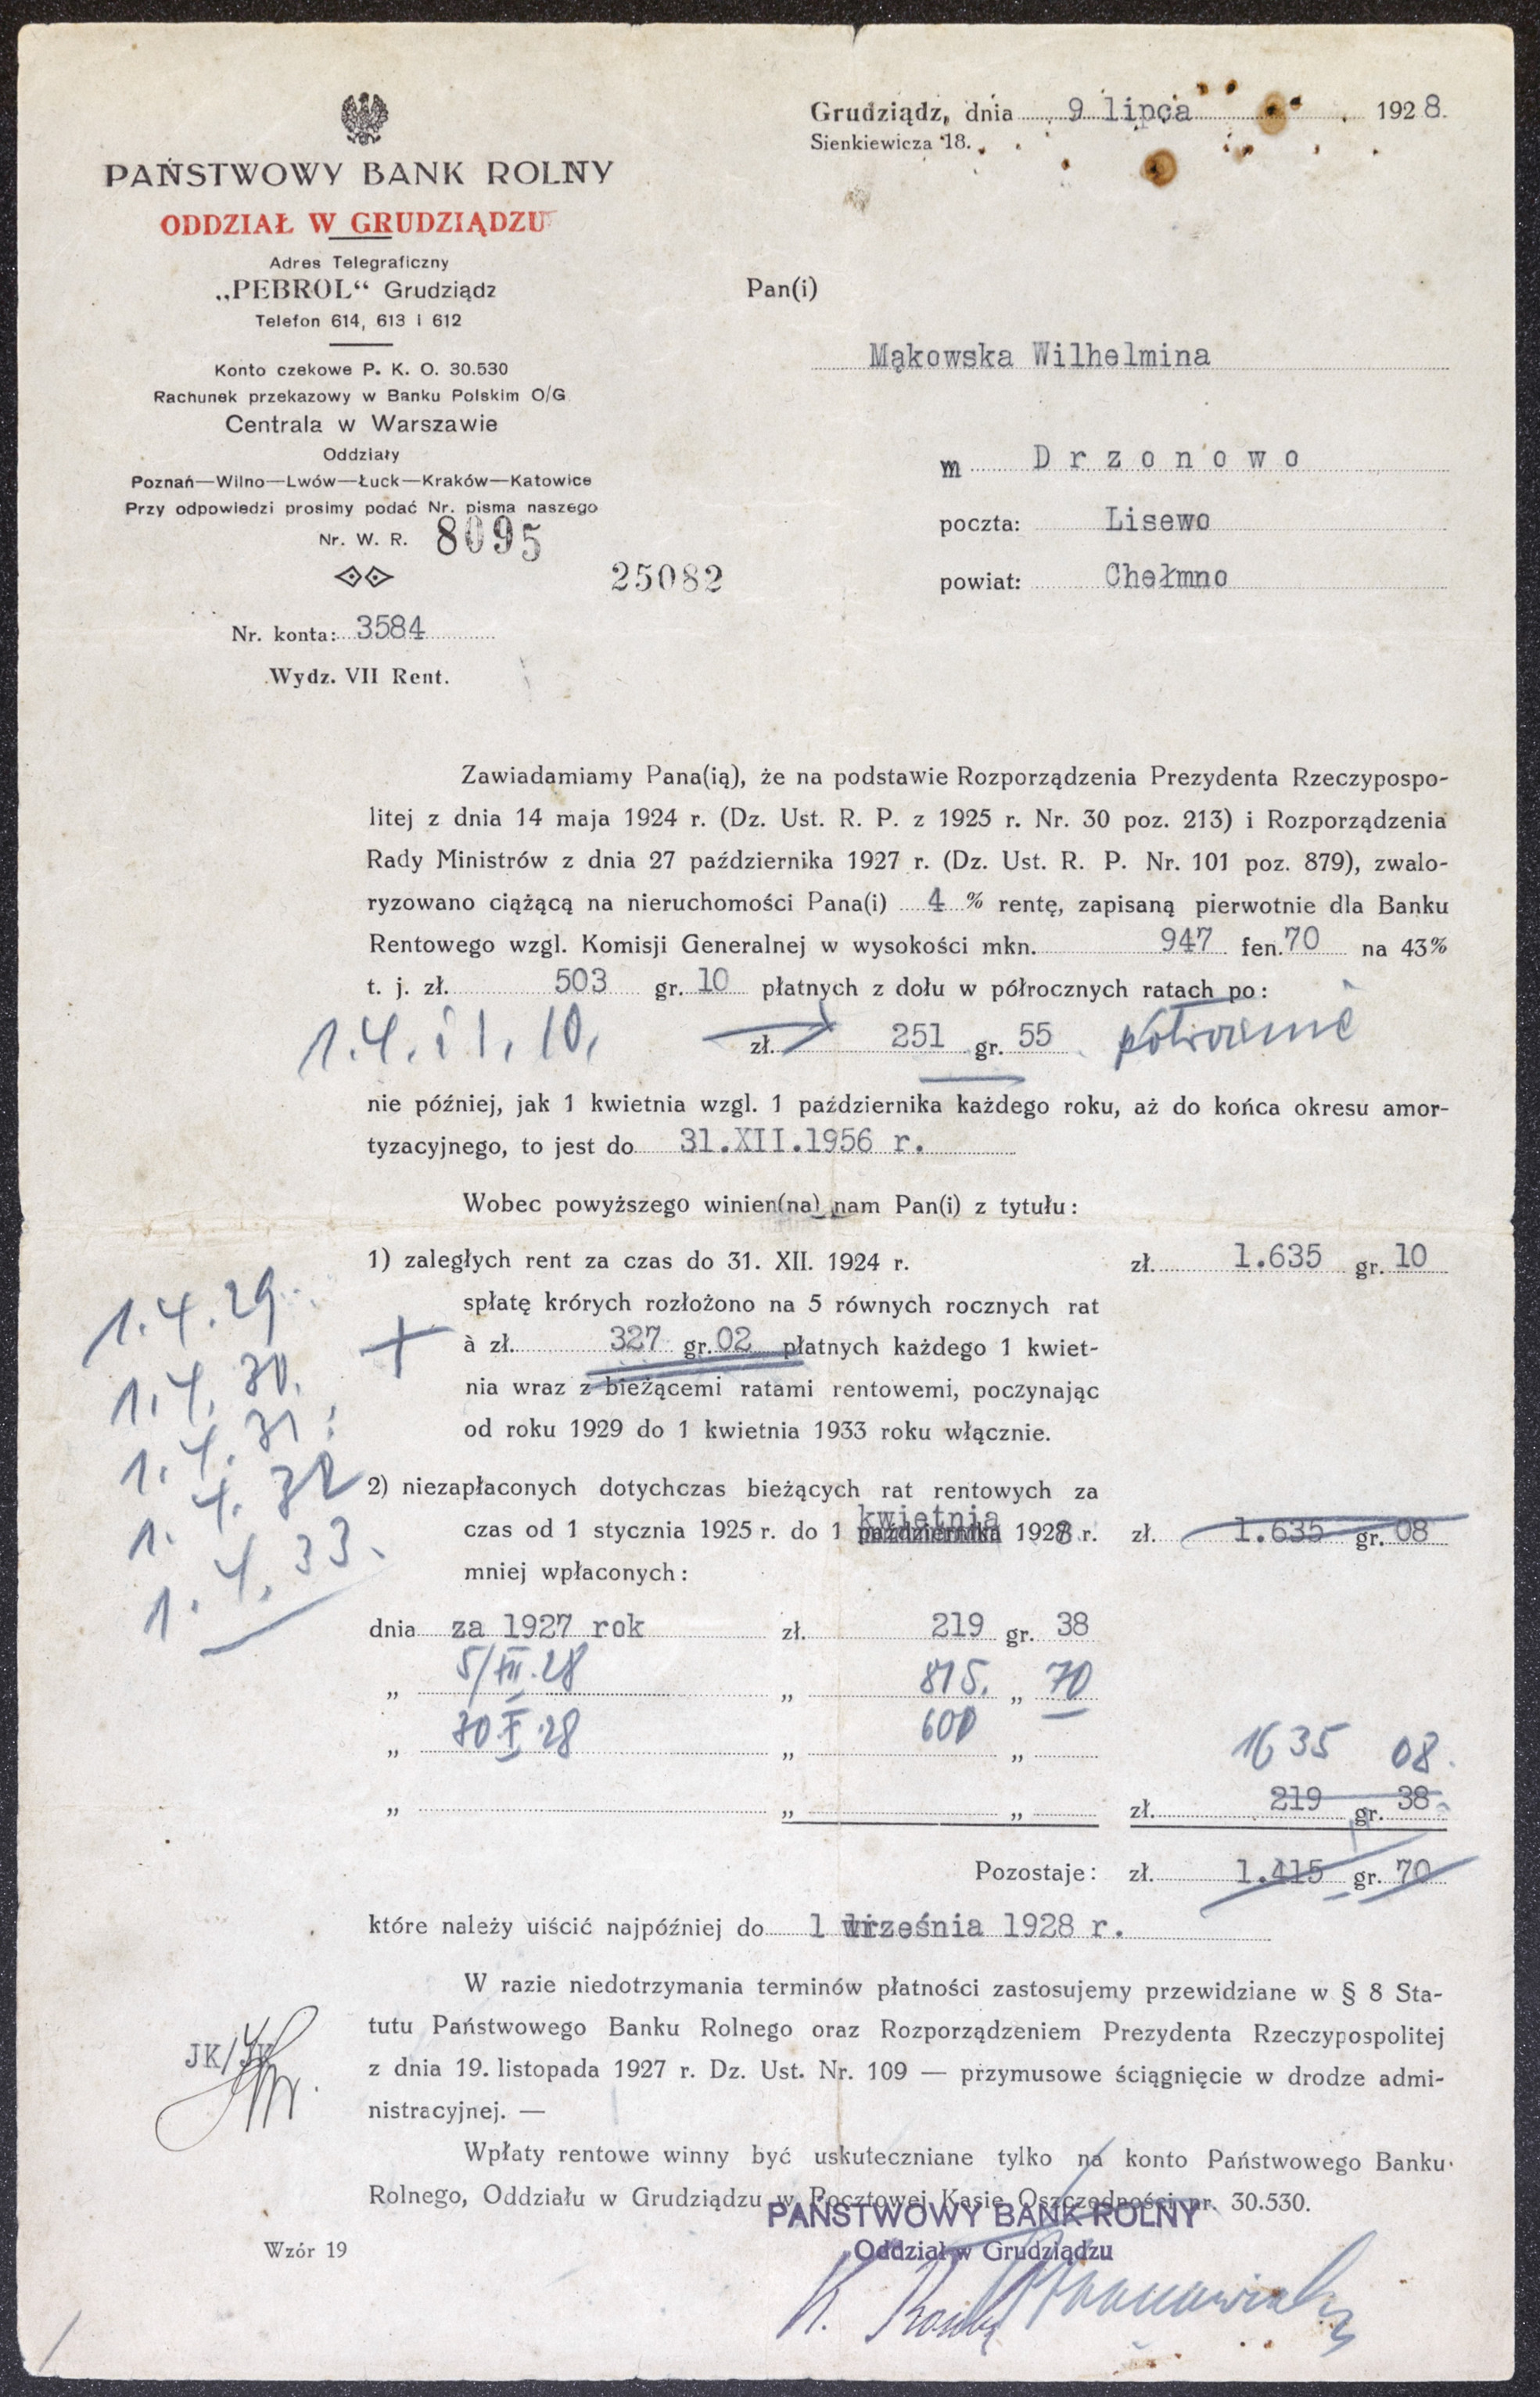 PAŃSTWOWY BANK ROLNY
ODDZIAŁ W GRUDZIĄDZU
Adres Telegraficzny
„PEBROL“ Grudziądz
Telefon 614, 613 i 612
Konto czekowe P. K. O. 30.530
Rachunek przekazowy w Banku Polskim O/G
Centrala w Warszawie
Oddziały
Poznań—Wilno—Lwów—Łuck—Kraków—Katowice
Przy odpowiedzi prosimy podać Nr. pisma naszego
Nr. W. R. 8095
25082
Nr. konta: 3584
Wydz. VII Rent.
Grudziądz, dnia 9 lipca 1928.
Sienkiewicza 18.
Pan(i)
Mąkowska Wilhelmina
m Drzonowo
poczta: Lisewo
powiat: Chełmno
Zawiadamiamy Pana(ią), że na podstawie Rozporządzenia Prezydenta Rzeczypospo-
litej z dnia 14 maja 1924 r. (Dz. Ust. R. P. z 1925 r. Nr. 30 poz. 213) i Rozporządzenia
Rady Ministrów z dnia 27 października 1927 r. (Dz. Ust. R. P. Nr. 101 poz. 879), zwalo-
ryzowano ciążącą na nieruchomości Pana(i) 4 % rentę, zapisaną pierwotnie dla Banku
Rentowego wzgl. Komisji Generalnej w wysokości mkn. 947 fen. 70 na 43%
t. j. zł. 503 gr. 10 płatnych z dołu w półrocznych ratach po:
1.4. i 1.10. zł. 251 gr. 55
nie później, jak 1 kwietnia wzgl. 1 października każdego roku, aż do końca okresu amor-
tyzacyjnego, to jest do 31.XII.1956 r.
Wobec powyższego winien(na) nam Pan(i) z tytułu:
1) zaległych rent za czas do 31. XII. 1924 r. zł. 1.635 gr. 10
spłatę krórych rozłożono na 5 równych rocznych rat
à zł. 327 gr. 02 płatnych każdego 1 kwiet-
nia wraz z bieżącemi ratami rentowemi, poczynając
od roku 1929 do 1 kwietnia 1933 roku włącznie.
1.4.29.
1.4.30.
1.4.31.
1.4.32
1.4.33.
2) niezapłaconych dotychczas bieżących rat rentowych za
kwietnia
czas od 1 stycznia 1925 r. do 1 października 1928 r. zł. 1.635 gr. 08
mniej wpłaconych:
dnia za 1927 rok zł. 219 gr. 38
„ 5/III.28 „ 815. „ 70
„ 30 X 28 „ 600 „
1635 08.
„ „ „ zł. 219 gr. 38
Pozostaje: zł. 1.415 gr. 70
które należy uiścić najpóźniej do 1 września 1928 r.
W razie niedotrzymania terminów płatności zastosujemy przewidziane w § 8 Sta-
tutu Państwowego Banku Rolnego oraz Rozporządzeniem Prezydenta Rzeczypospolitej
z dnia 19. listopada 1927 r. Dz. Ust. Nr. 109 — przymusowe ściągnięcie w drodze admi-
nistracyjnej. —
JK/
Wpłaty rentowe winny być uskuteczniane tylko na konto Państwowego Banku
Rolnego, Oddziału w Grudziądzu w Pocztowej Kasie Oszczędności nr. 30.530.
PAŃSTWOWY BANK ROLNY
Oddział w Grudziądzu
Wzór 19